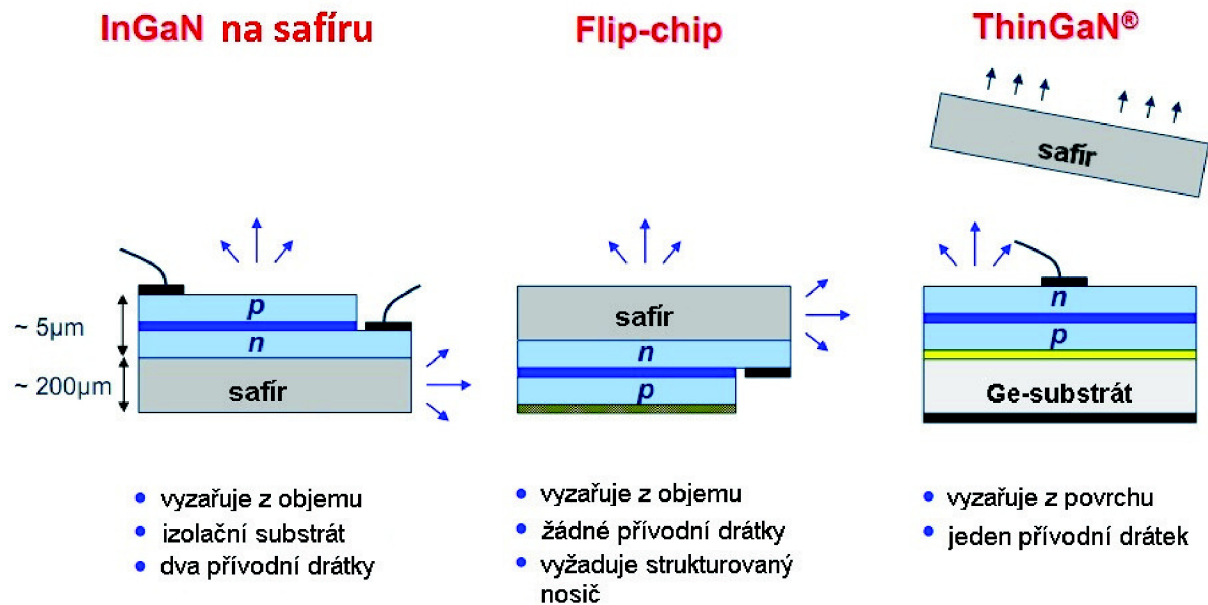 InGaN na safíru
~ 5µm
~ 200µm
p
n
safír
• vyzařuje z objemu
• izolační substrát
• dva přívodní drátky
Flip-chip
safír
n
p
• vyzařuje z objemu
• žádné přívodní drátky
• vyžaduje strukturovaný
nosič
ThinGaN®
safír
n
p
Ge-substrát
• vyzařuje z povrchu
• jeden přívodní drátek